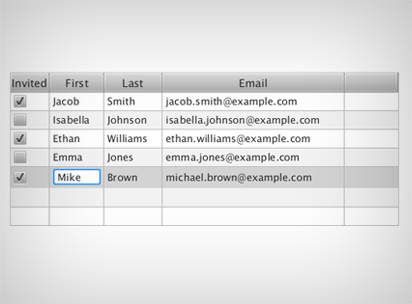 Invited First Last Email
Jacob Smith jacob.smith@example.com
Isabella Johnson isabella.johnson@example.com
Ethan Williams ethan.williams@example.com
Emma Jones emma.jones@example.com
Mike Brown michael.brown@example.com